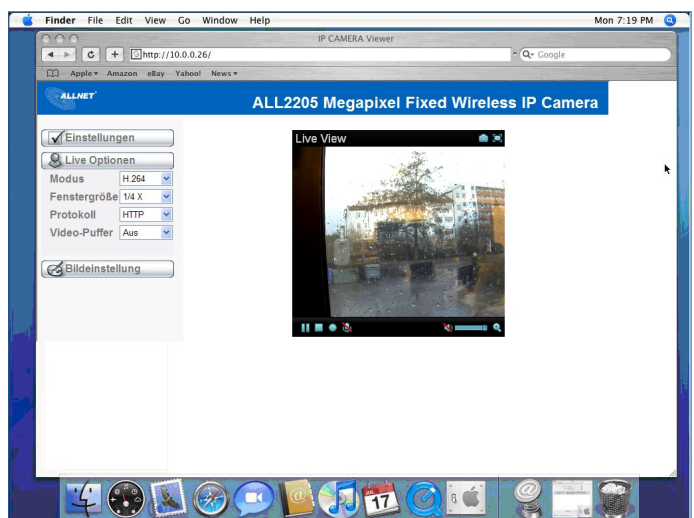 Finder File Edit View Go Window Help Mon 7:19 PM
IP CAMERA Viewer
http://10.0.0.26/ Google
Apple Amazon eBay Yahoo! News
ALLNET
ALL2205 Megapixel Fixed Wireless IP Camera
Einstellungen
Live Optionen
Modus H.264
Fenstergröße 1/4 X
Protokoll HTTP
Video-Puffer Aus
Bildeinstellung
Live View
JUL
17